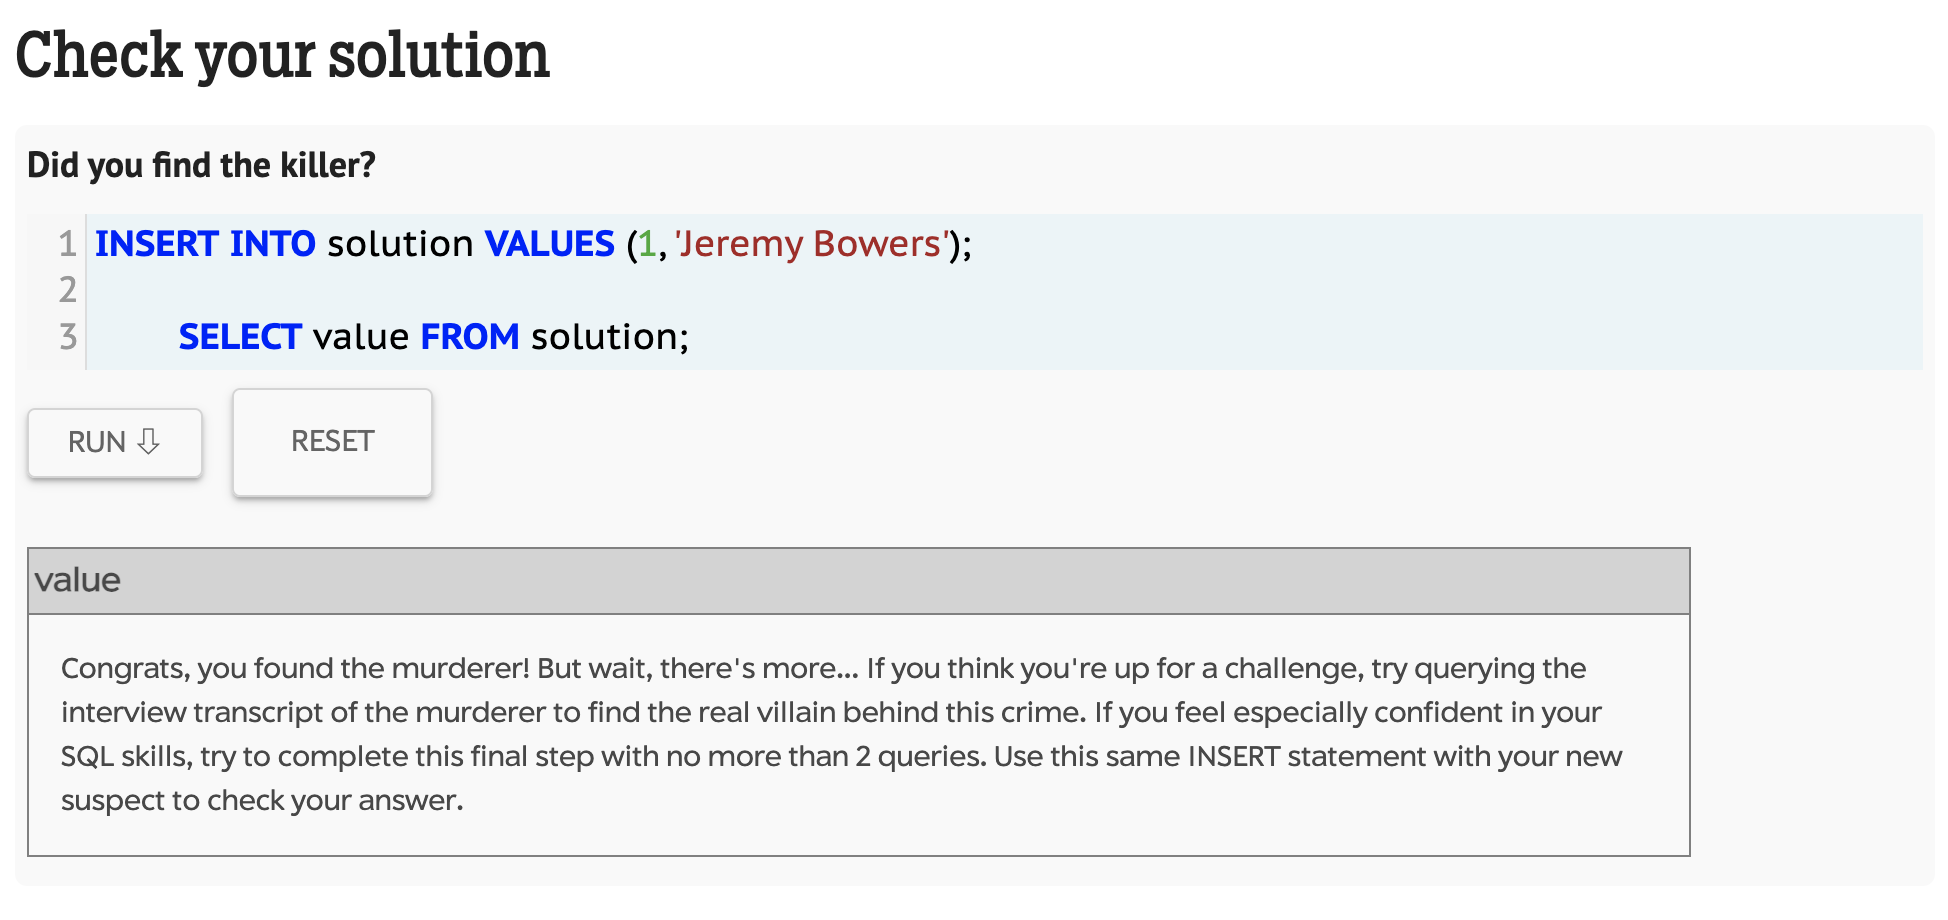 Check your solution
Did you find the killer?
1 INSERT INTO solution VALUES (1, 'Jeremy Bowers');
2
3 SELECT value FROM solution;
RUN ⇩
RESET
value
Congrats, you found the murderer! But wait, there's more... If you think you're up for a challenge, try querying the
interview transcript of the murderer to find the real villain behind this crime. If you feel especially confident in your
SQL skills, try to complete this final step with no more than 2 queries. Use this same INSERT statement with your new
suspect to check your answer.